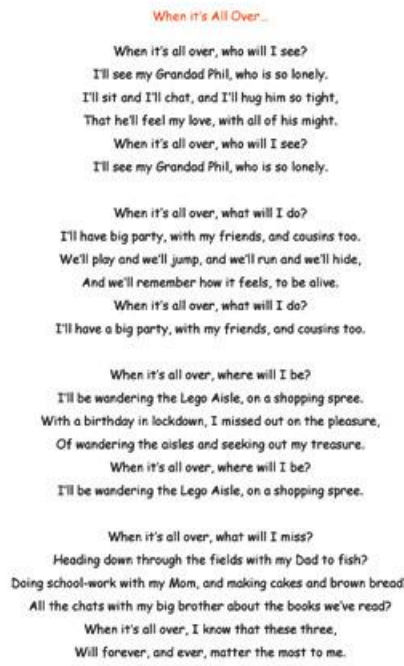 When it's All Over...
When it's all over, who will I see?
I'll see my Grandad Phil, who is so lonely.
I'll sit and I'll chat, and I'll hug him so tight,
That he'll feel my love, with all of his might.
When it's all over, who will I see?
I'll see my Grandad Phil, who is so lonely.
When it's all over, what will I do?
I'll have big party, with my friends, and cousins too.
We'll play and we'll jump, and we'll run and we'll hide,
And we'll remember how it feels, to be alive.
When it's all over, what will I do?
I'll have a big party, with my friends, and cousins too.
When it's all over, where will I be?
I'll be wandering the Lego Aisle, on a shopping spree.
With a birthday in lockdown, I missed out on the pleasure,
Of wandering the aisles and seeking out my treasure.
When it's all over, where will I be?
I'll be wandering the Lego Aisle, on a shopping spree.
When it's all over, what will I miss?
Heading down through the fields with my Dad to fish?
Doing school-work with my Mom, and making cakes and brown bread?
All the chats with my big brother about the books we've read?
When it's all over, I know that these three,
Will forever, and ever, matter the most to me.